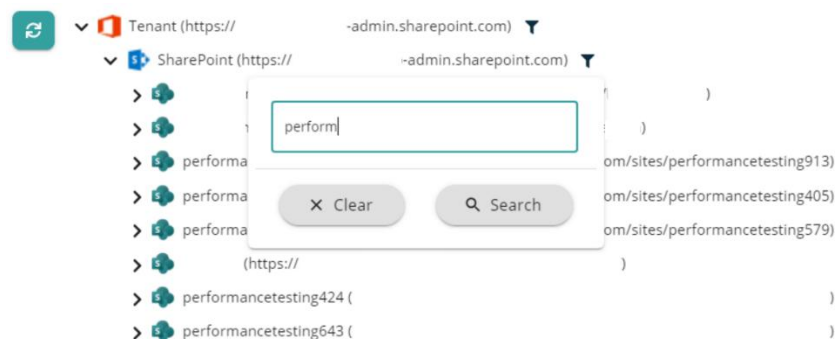 Tenant (https:// -admin.sharepoint.com)
SharePoint (https:// -admin.sharepoint.com)
)
)
perform
performa om/sites/performancetesting913)
performa om/sites/performancetesting405)
Clear Search
performa om/sites/performancetesting579)
(https:// )
performancetesting424 ( )
performancetesting643 ( )